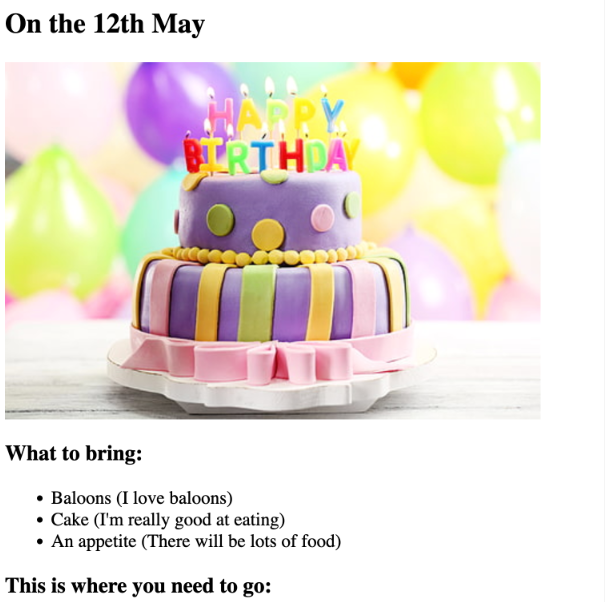 On the 12th May
HAPPY
BIRTHDAY
What to bring:
Baloons (I love baloons)
Cake (I'm really good at eating)
An appetite (There will be lots of food)
This is where you need to go: